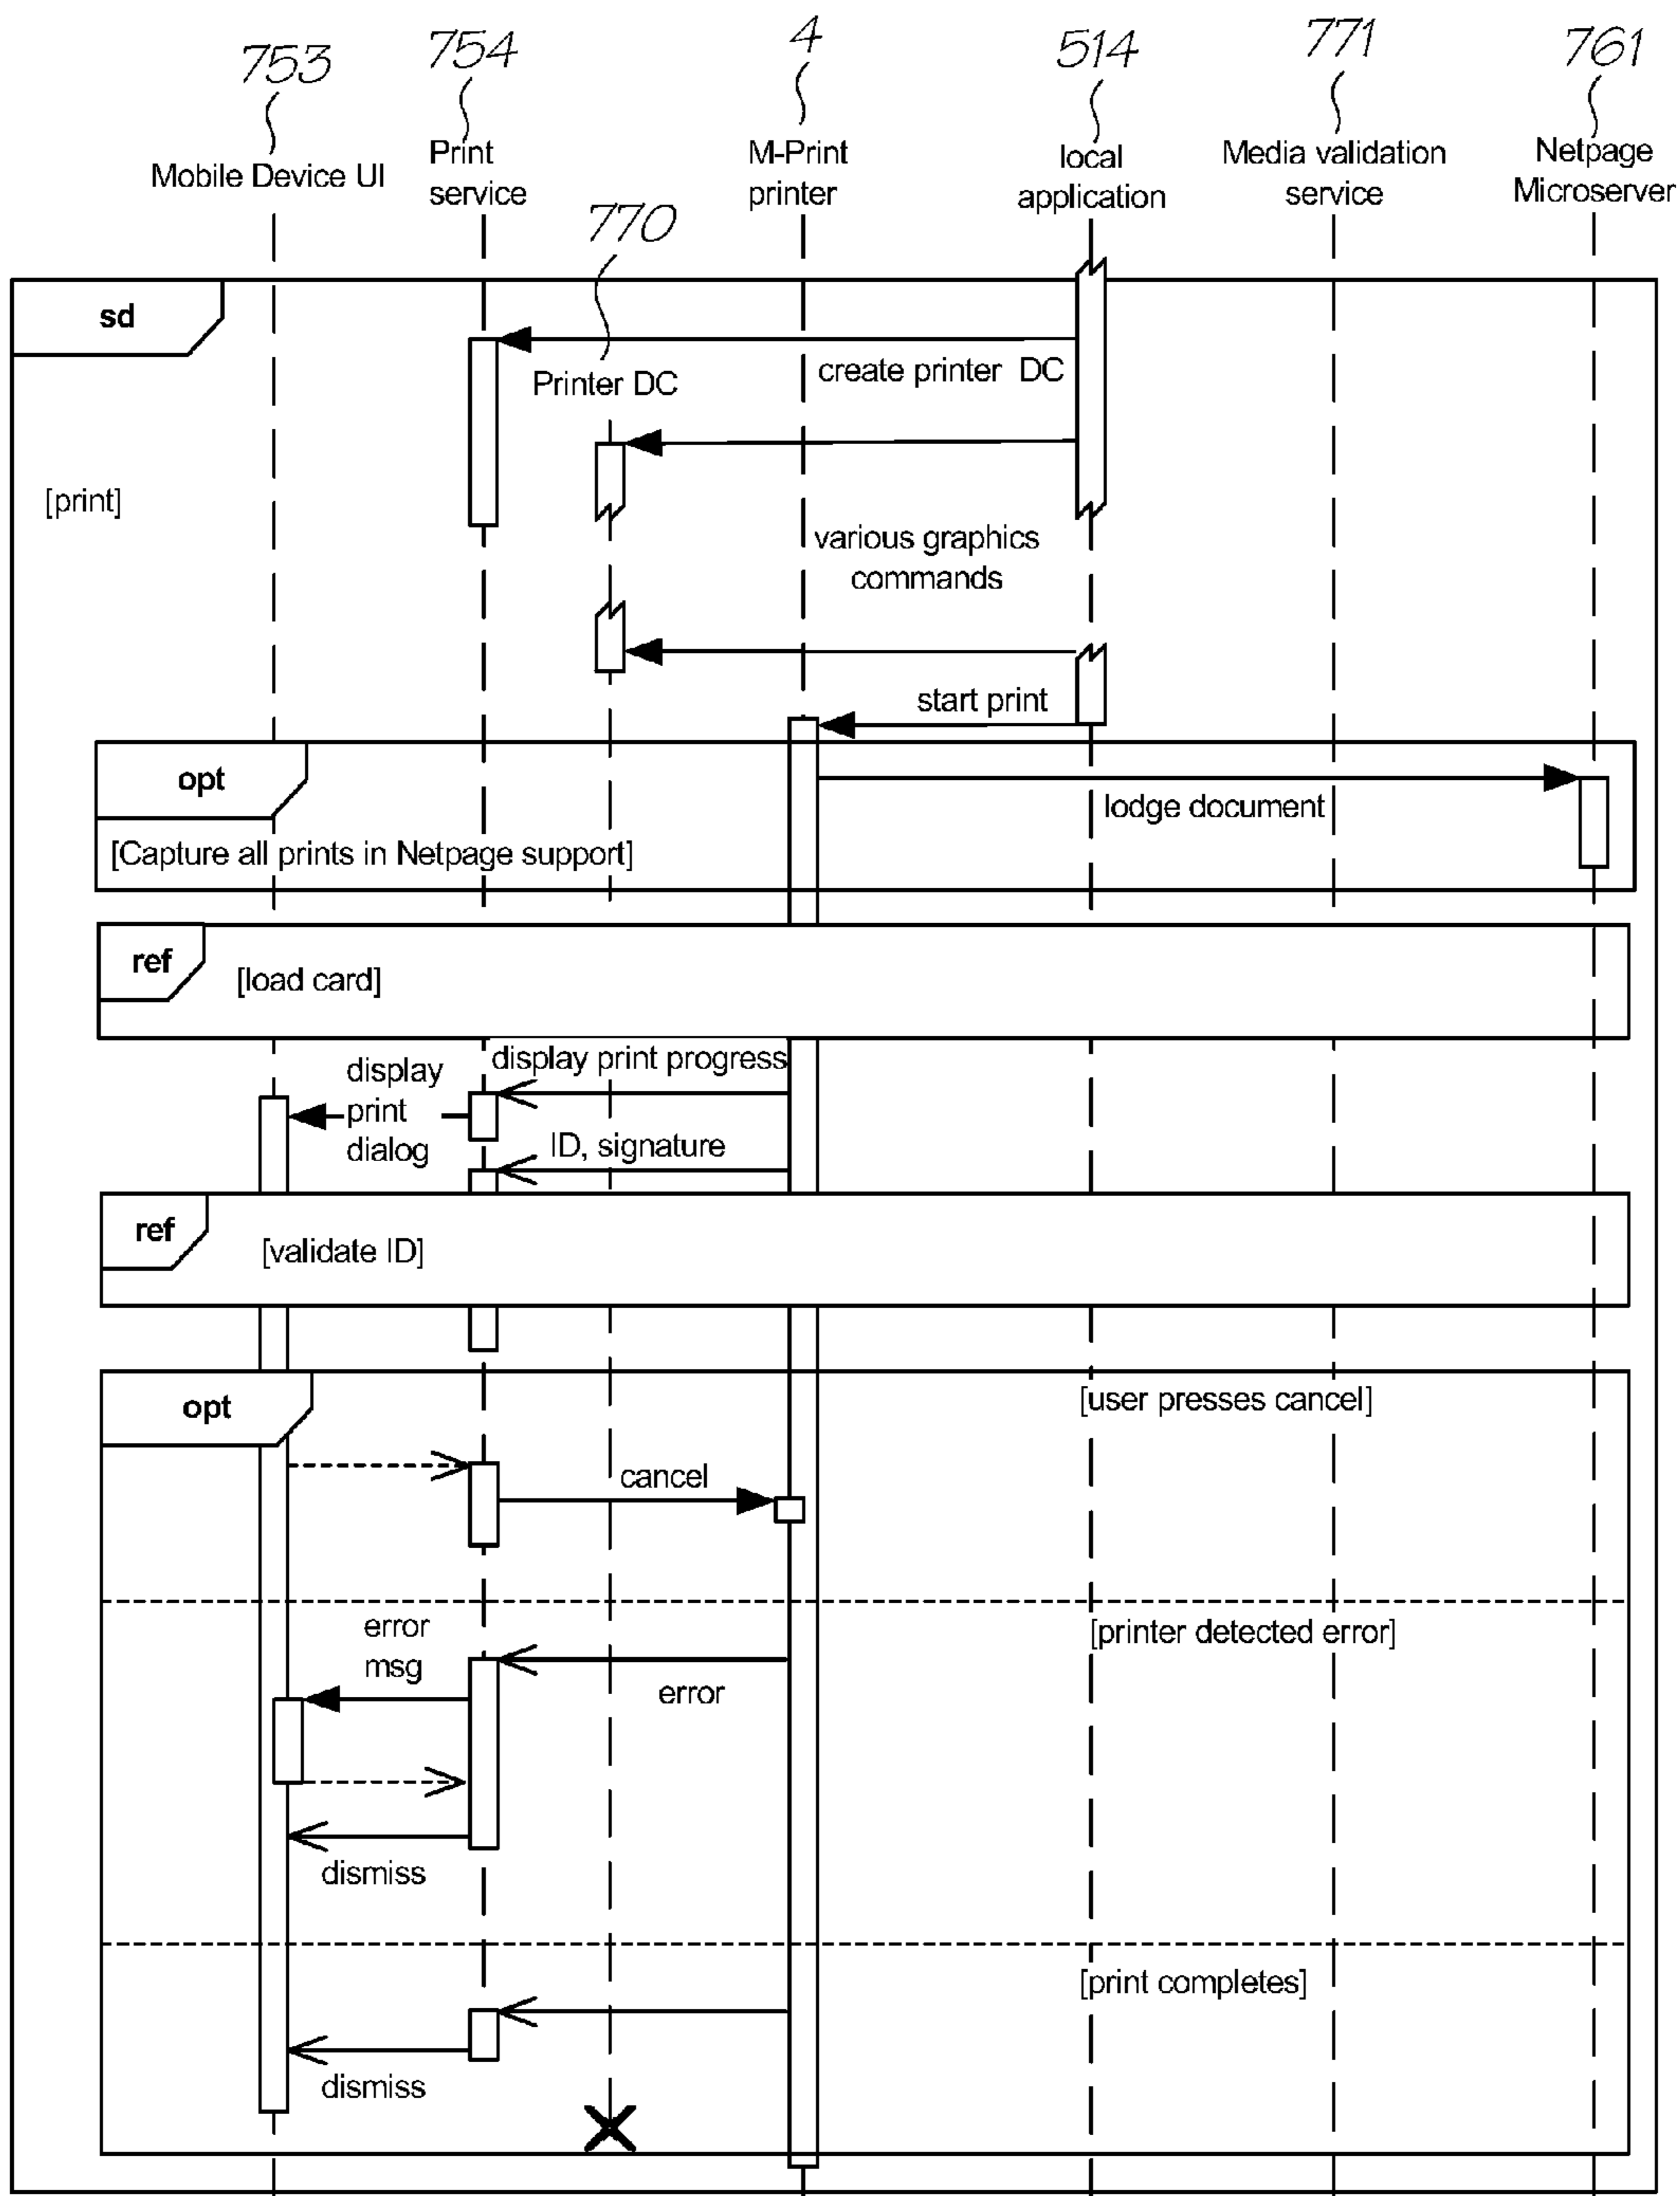 753
754
4
514
771
761
Mobile Device UI
Print
service
M-Print
printer
local
application
Media validation
service
Netpage
Microserver
770
sd
Printer DC
create printer DC
[print]
various graphics
commands
start print
opt
lodge document
[Capture all prints in Netpage support]
ref
[load card]
display print progress
display
print
dialog
ID, signature
ref
[validate ID]
opt
[user presses cancel]
cancel
[printer detected error]
error
msg
error
dismiss
[print completes]
dismiss